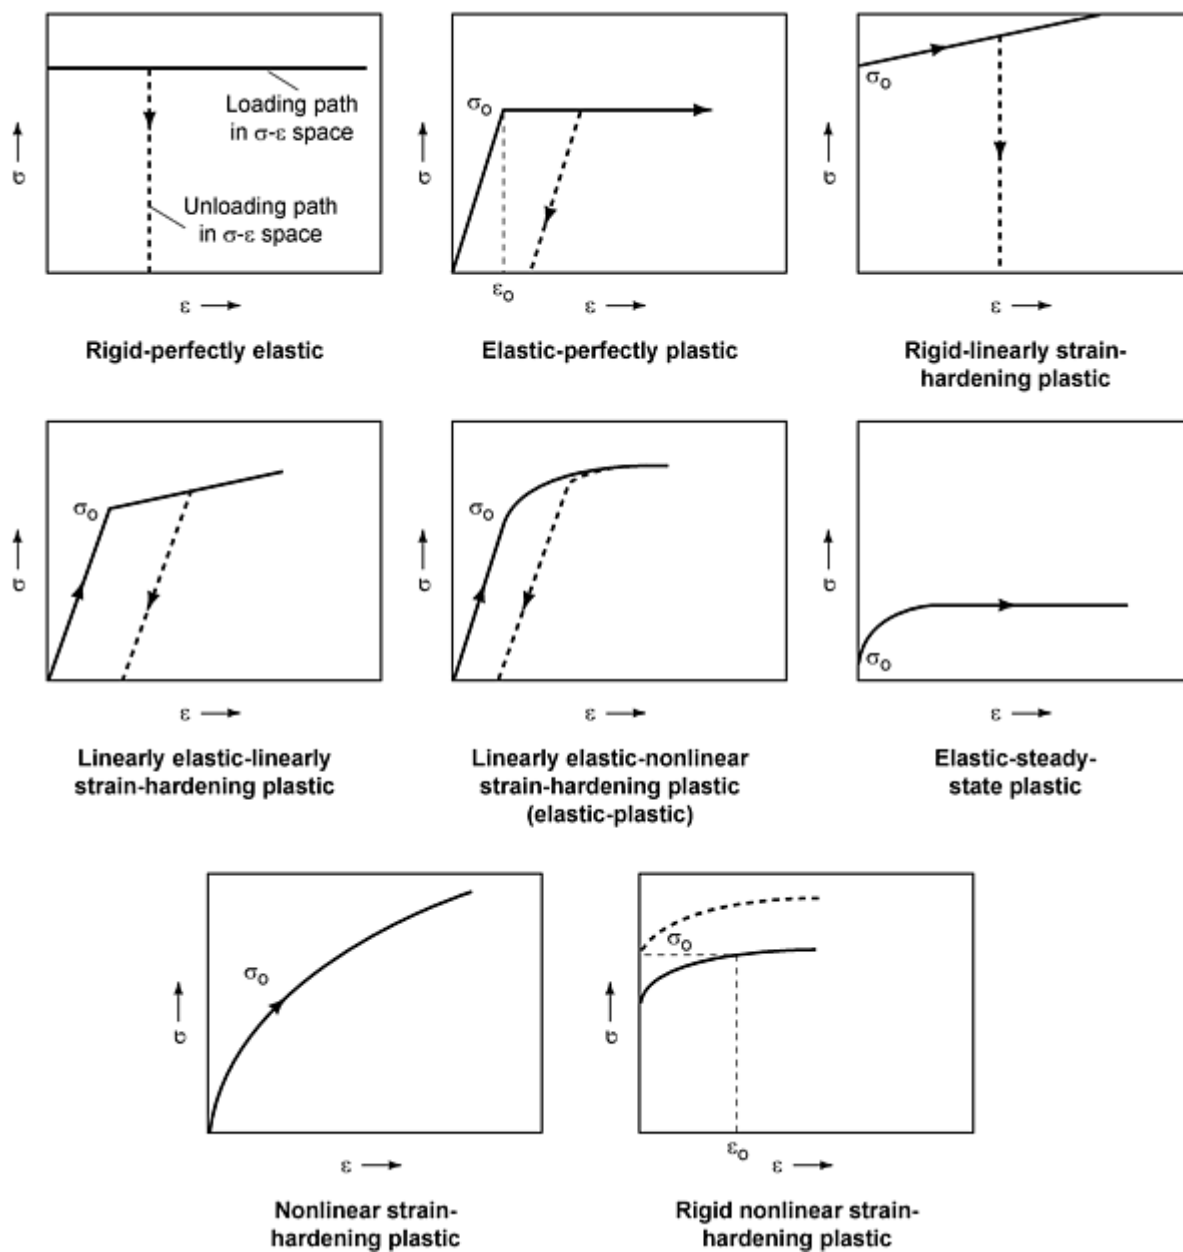 Loading path
in σ-ε space
Unloading path
in σ-ε space
σ
ε
Rigid-perfectly elastic
σo
σ
εo
ε
Elastic-perfectly plastic
σo
σ
ε
Rigid-linearly strain-
hardening plastic
σo
σ
ε
Linearly elastic-linearly
strain-hardening plastic
σo
σ
ε
Linearly elastic-nonlinear
strain-hardening plastic
(elastic-plastic)
σ
σo
ε
Elastic-steady-
state plastic
σo
σ
ε
Nonlinear strain-
hardening plastic
σo
σ
εo
ε
Rigid nonlinear strain-
hardening plastic